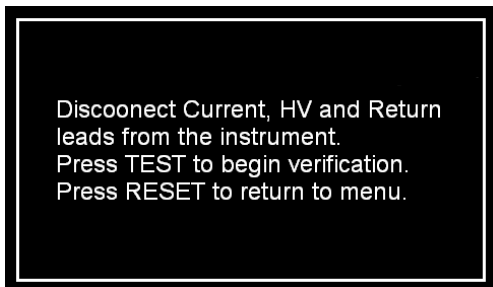 Discoonect Current, HV and Return
leads from the instrument.
Press TEST to begin verification.
Press RESET to return to menu.